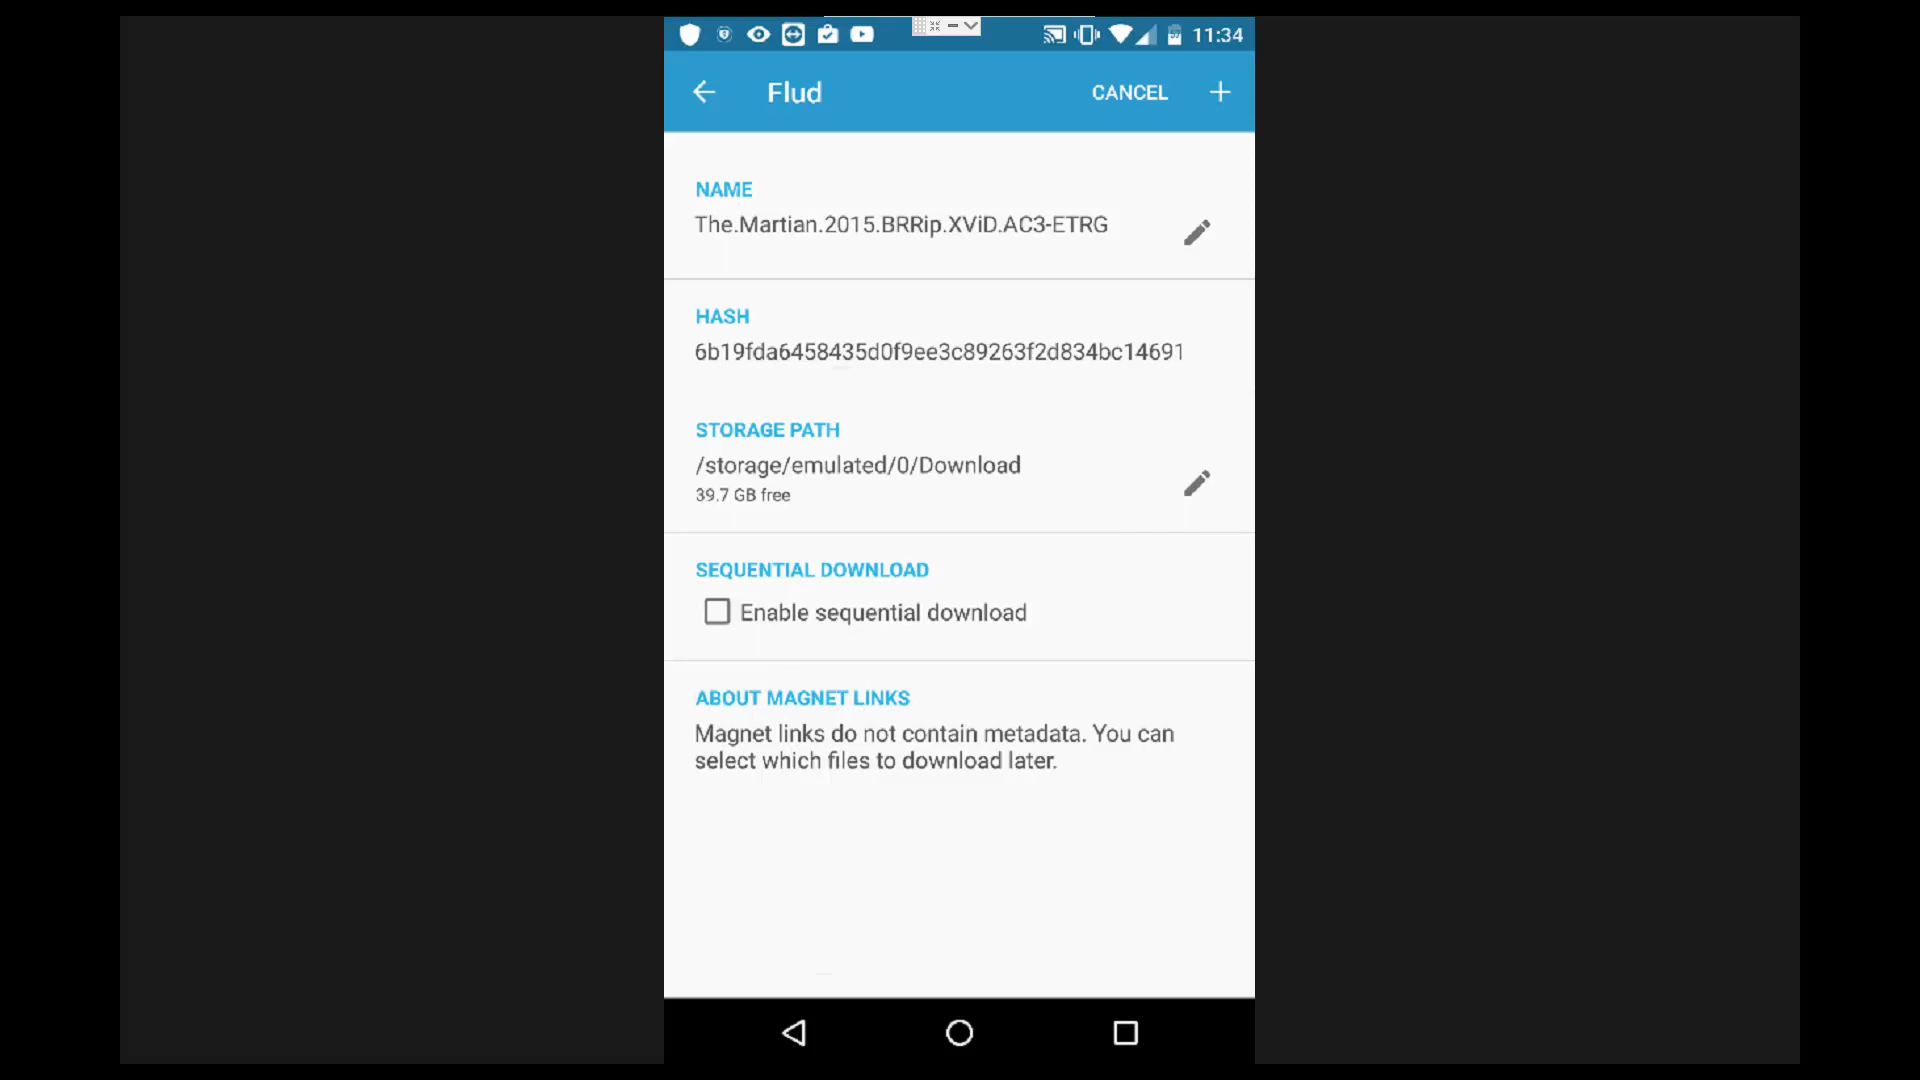 11:34
Flud
CANCEL
NAME
The.Martian.2015.BRRip.XViD.AC3-ETRG
HASH
6b19fda6458435d0f9ee3c89263f2d834bc14691
STORAGE PATH
/storage/emulated/0/Download
39.7 GB free
SEQUENTIAL DOWNLOAD
Enable sequential download
ABOUT MAGNET LINKS
Magnet links do not contain metadata. You can
select which files to download later.